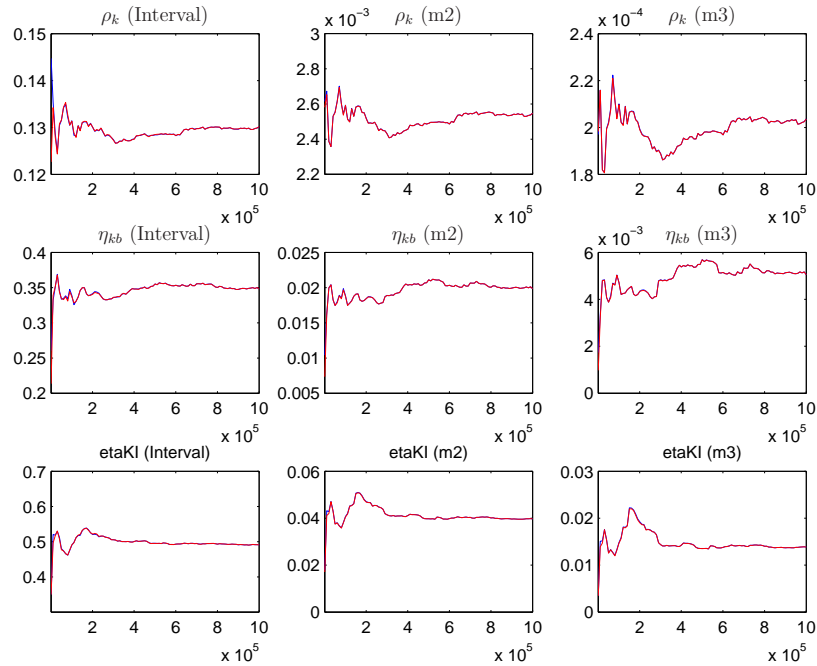 ρ_k (Interval)
0.15
0.14
0.13
0.12
2 4 6 8 10
x 10^5
x 10^-3
ρ_k (m2)
3
2.8
2.6
2.4
2.2
2 4 6 8 10
x 10^5
x 10^-4
ρ_k (m3)
2.4
2.2
2
1.8
2 4 6 8 10
x 10^5
η_kb (Interval)
0.4
0.35
0.3
0.25
0.2
2 4 6 8 10
x 10^5
η_kb (m2)
0.025
0.02
0.015
0.01
0.005
2 4 6 8 10
x 10^5
x 10^-3
η_kb (m3)
6
4
2
0
2 4 6 8 10
x 10^5
etaKI (Interval)
0.7
0.6
0.5
0.4
2 4 6 8 10
x 10^5
etaKI (m2)
0.06
0.04
0.02
0
2 4 6 8 10
x 10^5
etaKI (m3)
0.03
0.02
0.01
0
2 4 6 8 10
x 10^5